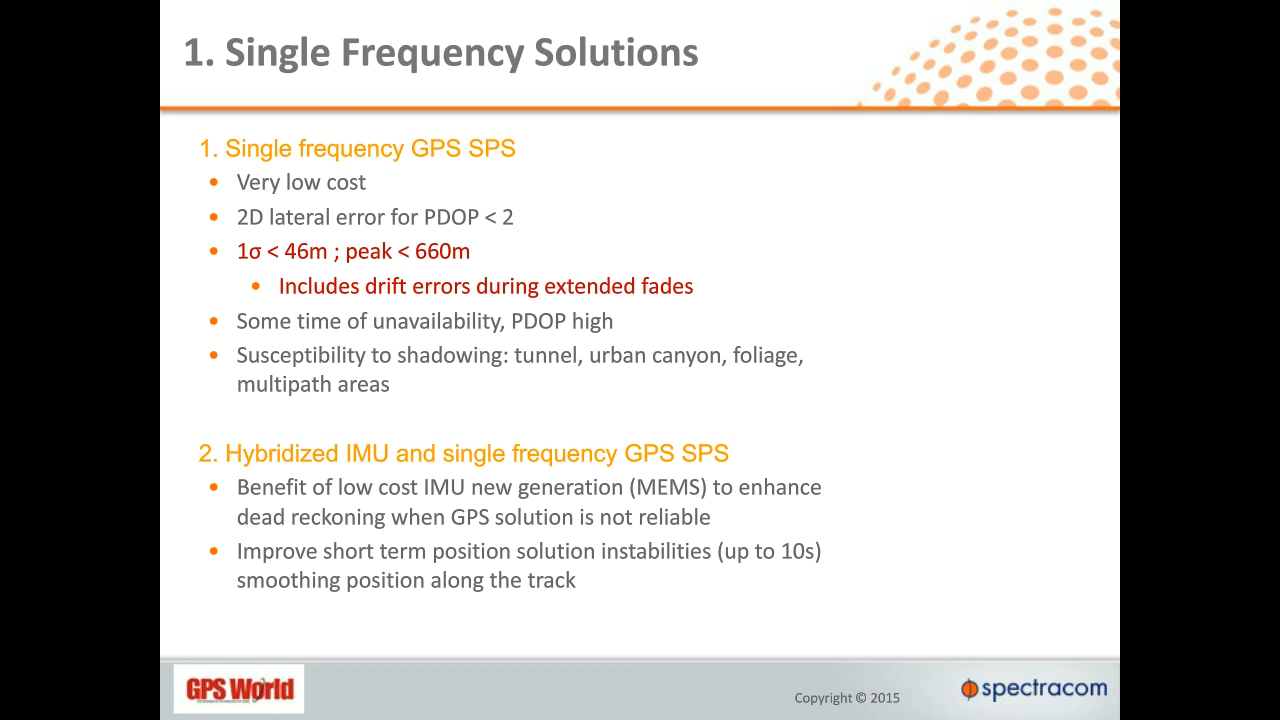 1. Single Frequency Solutions
1. Single frequency GPS SPS
• Very low cost
• 2D lateral error for PDOP < 2
• 1σ < 46m ; peak < 660m
• Includes drift errors during extended fades
• Some time of unavailability, PDOP high
• Susceptibility to shadowing: tunnel, urban canyon, foliage,
multipath areas
2. Hybridized IMU and single frequency GPS SPS
• Benefit of low cost IMU new generation (MEMS) to enhance
dead reckoning when GPS solution is not reliable
• Improve short term position solution instabilities (up to 10s)
smoothing position along the track
GPS World
Copyright © 2015
spectracom